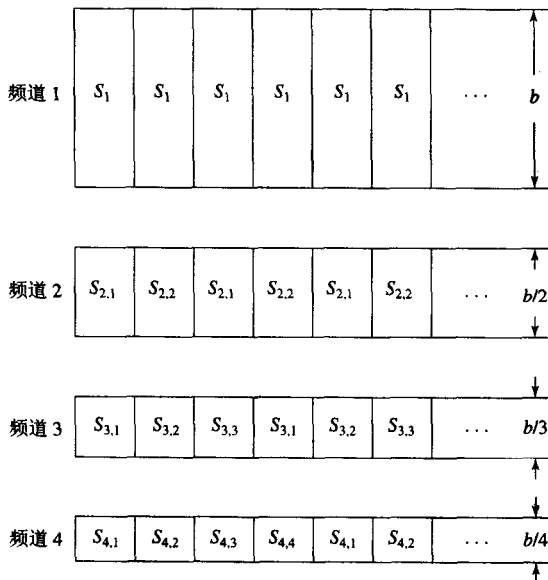 频道 1 S₁ S₁ S₁ S₁ S₁ S₁ ··· b
频道 2 S₂,₁ S₂,₂ S₂,₁ S₂,₂ S₂,₁ S₂,₂ ··· b/2
频道 3 S₃,₁ S₃,₂ S₃,₃ S₃,₁ S₃,₂ S₃,₃ ··· b/3
频道 4 S₄,₁ S₄,₂ S₄,₃ S₄,₄ S₄,₁ S₄,₂ ··· b/4